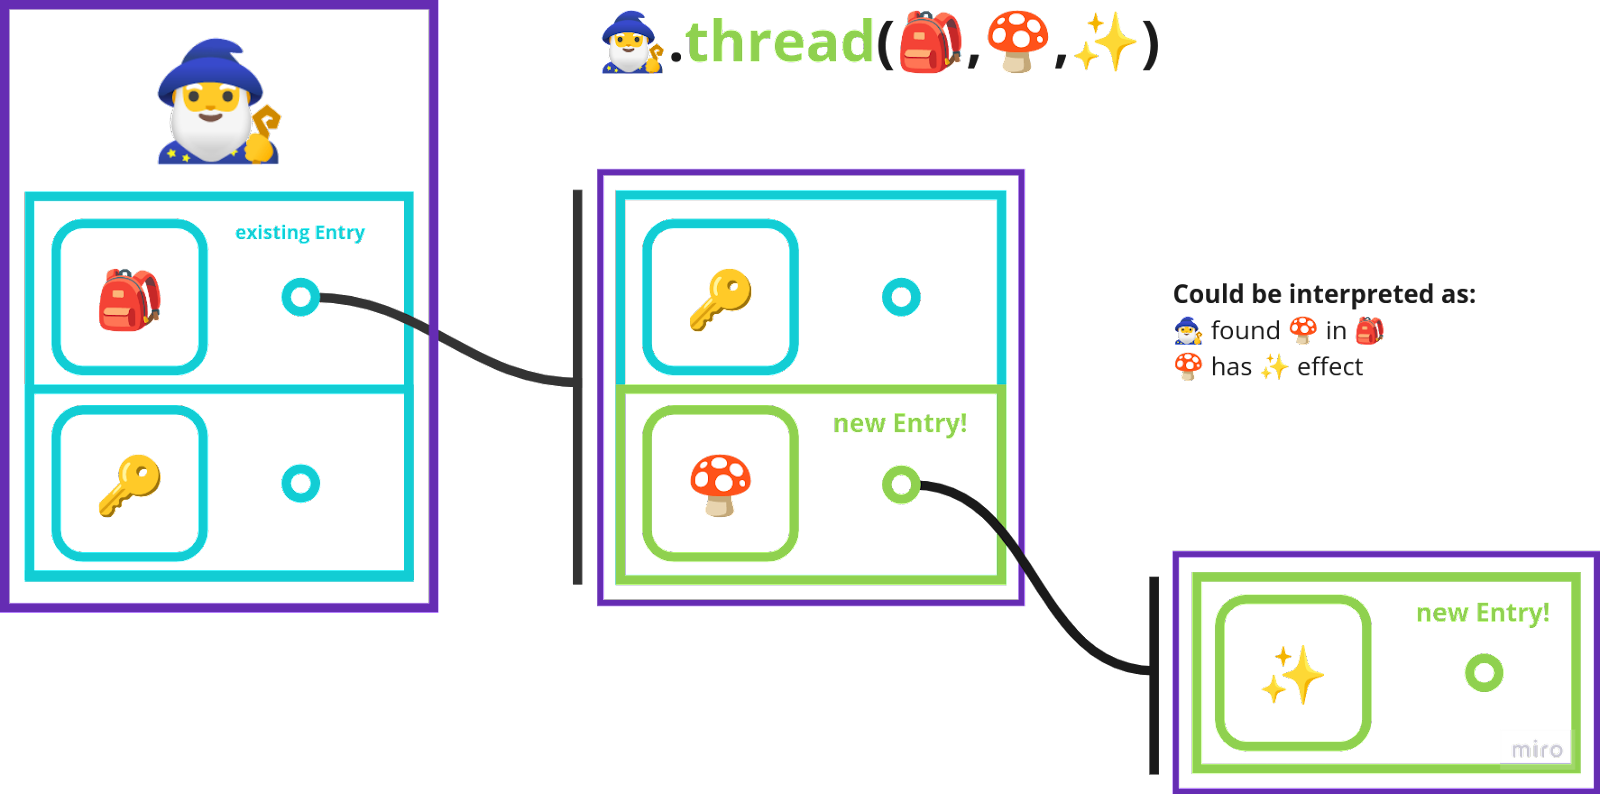 🧙‍♂️.thread(🎒,🍄,✨)
existing Entry
new Entry!
Could be interpreted as:
🧙‍♂️ found 🍄 in 🎒
🍄 has ✨ effect
new Entry!
miro